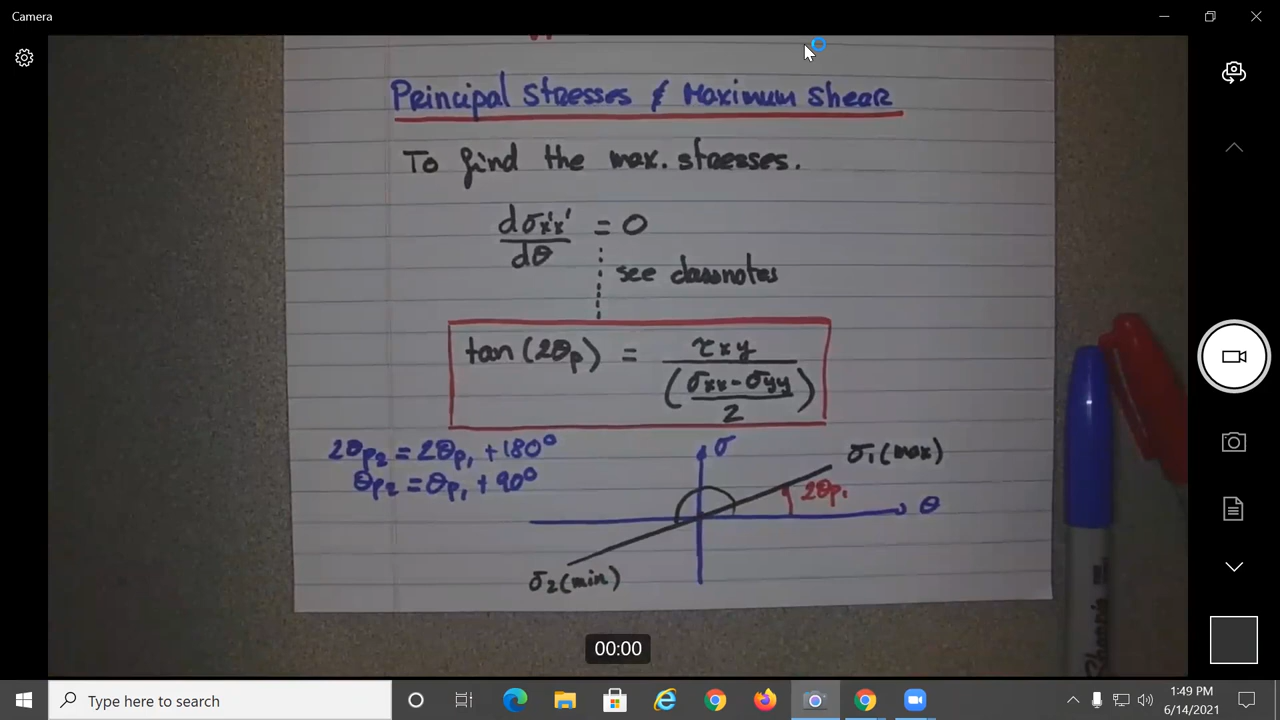 Camera
Principal Stresses & Maximum Shear
To find the max. stresses.
dσx'x' / dθ = 0
see classnotes
tan(2θp) = τxy / ((σxx - σyy) / 2)
2θp2 = 2θp1 + 180°
θp2 = θp1 + 90°
σ
σ1(max)
2θp1
θ
σ2(min)
Sharpie
00:00
Type here to search
1:49 PM
6/14/2021